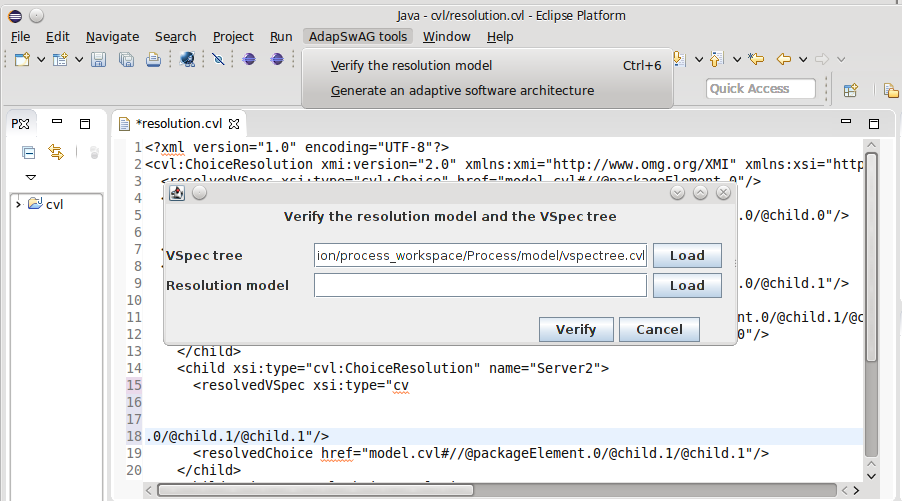 Java - cvl/resolution.cvl - Eclipse Platform
File Edit Navigate Search Project Run AdapSwAG tools Window Help
Verify the resolution model Ctrl+6
Generate an adaptive software architecture
Quick Access
*resolution.cvl
cvl
1 <?xml version="1.0" encoding="UTF-8"?>
2 <cvl:ChoiceResolution xmi:version="2.0" xmlns:xmi="http://www.omg.org/XMI" xmlns:xsi="http
3 <resolvedVSpec xsi:type="cvl:Choice" href="model.cvl#//@packageElement.0"/>
4
5 .0/@child.0"/>
6
7
8
9 .0/@child.1"/>
10
11 nt.0/@child.1/@c
12 0"/>
Verify the resolution model and the VSpec tree
VSpec tree ion/process_workspace/Process/model/vspectree.cvl Load
Resolution model Load
Verify Cancel
13 </child>
14 <child xsi:type="cvl:ChoiceResolution" name="Server2">
15 <resolvedVSpec xsi:type="cv
16
17
18 .0/@child.1/@child.1"/>
19 <resolvedChoice href="model.cvl#//@packageElement.0/@child.1/@child.1"/>
20 </child>